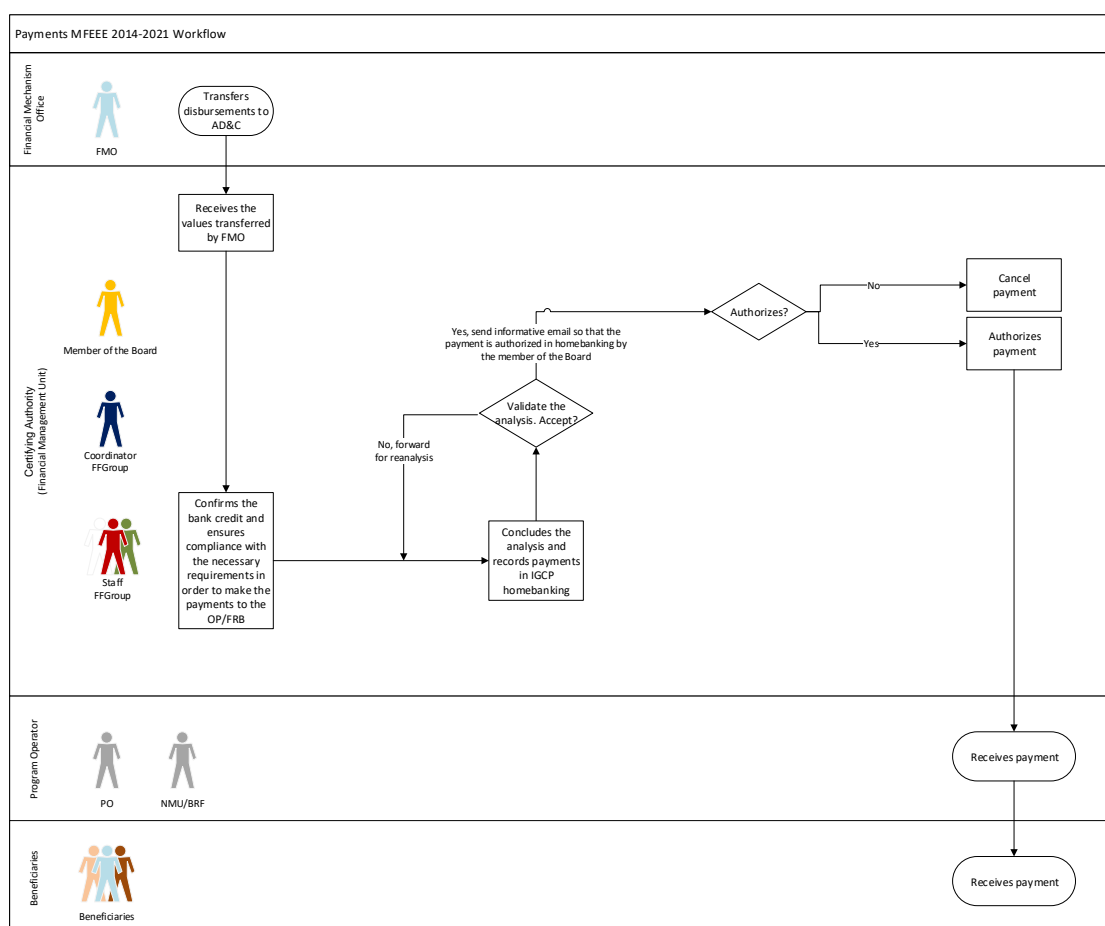 Payments MFEEE 2014-2021 Workflow
Financial Mechanism
Office
FMO
Transfers
disbursements to
AD&C
Certifying Authority
(Financial Management Unit)
Receives the
values transferred
by FMO
Member of the Board
Yes, send informative email so that the
payment is authorized in homebanking by
the member of the Board
Authorizes?
No
Cancel
payment
Yes
Authorizes
payment
Coordinator
FFGroup
Validate the
analysis. Accept?
No, forward
for reanalysis
Staff
FFGroup
Confirms the
bank credit and
ensures
compliance with
the necessary
requirements in
order to make the
payments to the
OP/FRB
Concludes the
analysis and
records payments
in IGCP
homebanking
Program Operator
PO
NMU/BRF
Receives payment
Beneficiaries
Beneficiaries
Receives payment